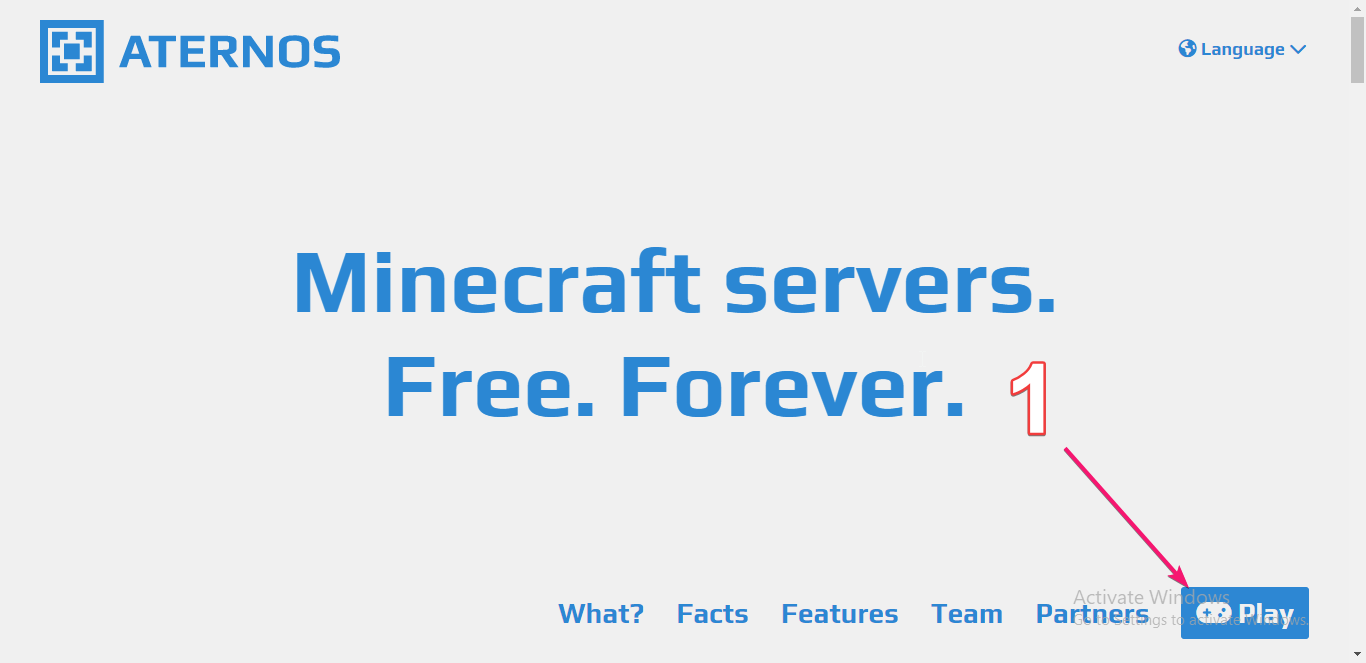 ATERNOS
Language
Minecraft servers.
Free. Forever.
1
What? Facts Features Team Partners Play
Activate Windows
Go to Settings to activate Windows.